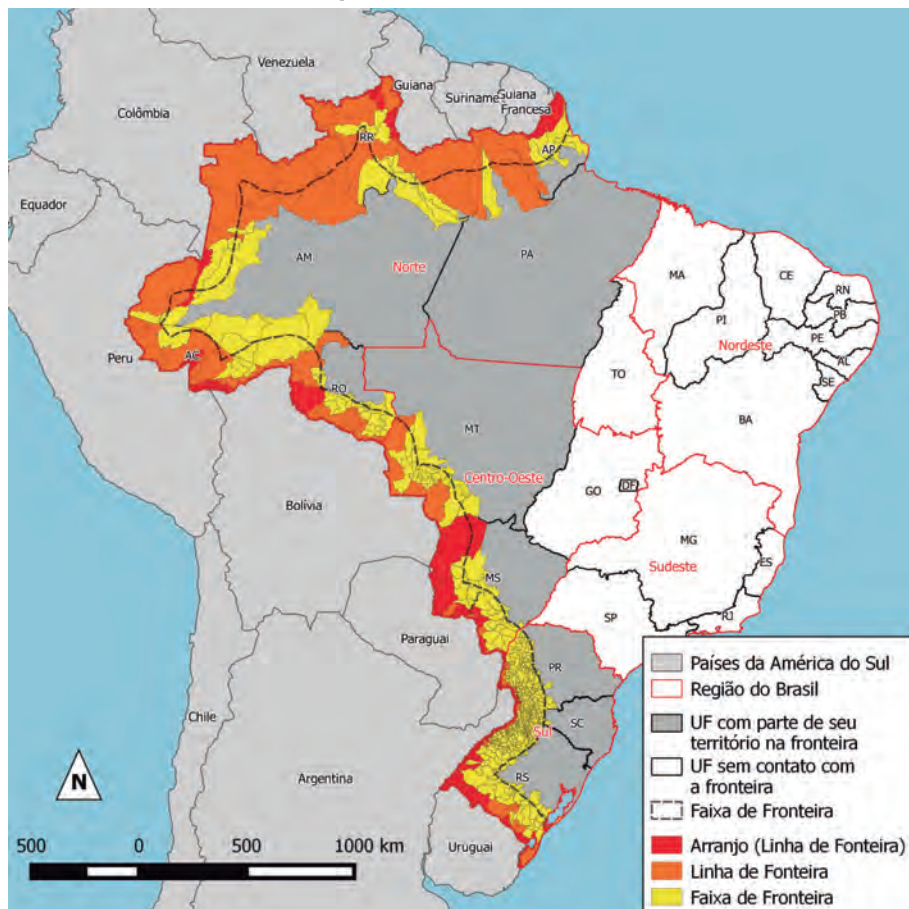 Venezuela
Guiana
Suriname
Guiana
Francesa
Colômbia
RR
AP
Equador
AM
Norte
PA
MA
CE
RN
PB
PI
Nordeste
PE
AL
SE
Peru
AC
RO
TO
BA
MT
Centro-Oeste
GO
DF
Bolívia
MG
ES
Sudeste
MS
SP
RJ
Paraguai
PR
Chile
SC
Sul
RS
Argentina
Uruguai
N
500 0 500 1000 km
Países da América do Sul
Região do Brasil
UF com parte de seu
território na fronteira
UF sem contato com
a fronteira
Faixa de Fronteira
Arranjo (Linha de Fonteira)
Linha de Fonteira
Faixa de Fronteira